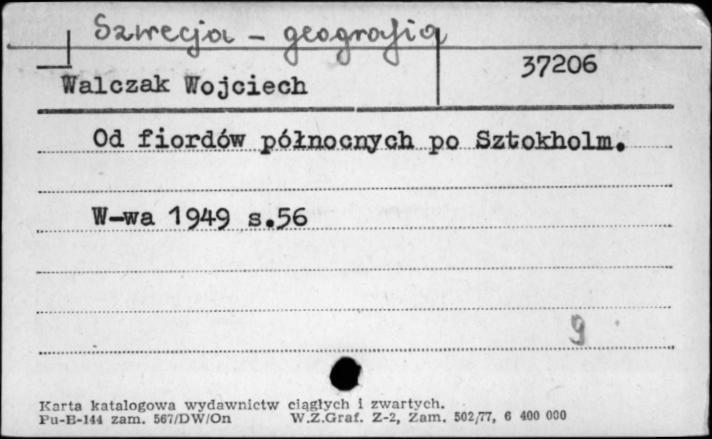 Szwecja - geografia
37206
Walczak Wojciech
Od fiordów północnych po Sztokholm.
W-wa 1949 s.56
9
Karta katalogowa wydawnictw ciągłych i zwartych.
Pu-B-144 zam. 567/DW/On W.Z.Graf. Z-2, Zam. 502/77, 6 400 000